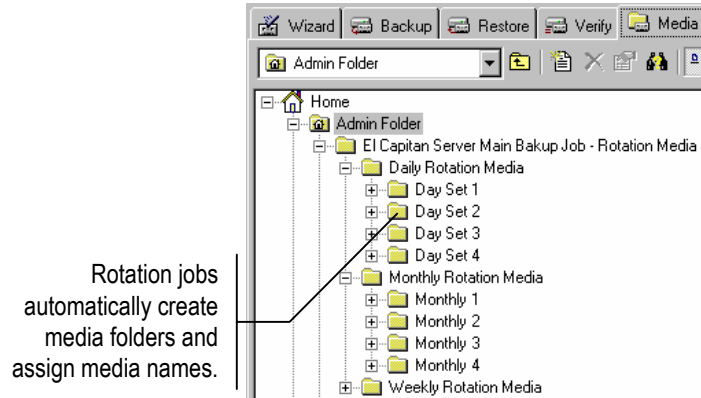 Wizard Backup Restore Verify Media
Admin Folder
Home
Admin Folder
El Capitan Server Main Bakup Job - Rotation Media
Daily Rotation Media
Day Set 1
Day Set 2
Day Set 3
Day Set 4
Monthly Rotation Media
Monthly 1
Monthly 2
Monthly 3
Monthly 4
Weekly Rotation Media
Rotation jobs
automatically create
media folders and
assign media names.